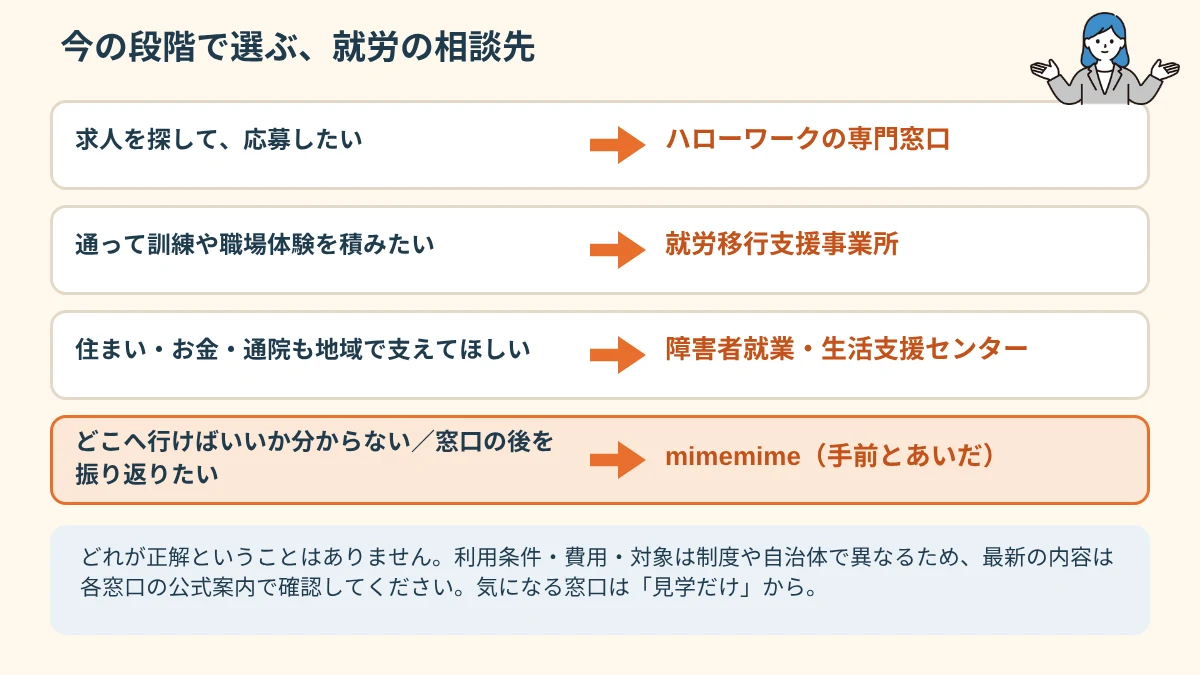 今の段階で選ぶ、就労の相談先
求人を探して、応募したい
ハローワークの専門窓口
通って訓練や職場体験を積みたい
就労移行支援事業所
住まい・お金・通院も地域で支えてほしい
障害者就業・生活支援センター
どこへ行けばいいか分からない／窓口の後を
振り返りたい
mimemime（手前とあいだ）
どれが正解ということはありません。利用条件・費用・対象は制度や自治体で異なるため、最新の内容は
各窓口の公式案内で確認してください。気になる窓口は「見学だけ」から。